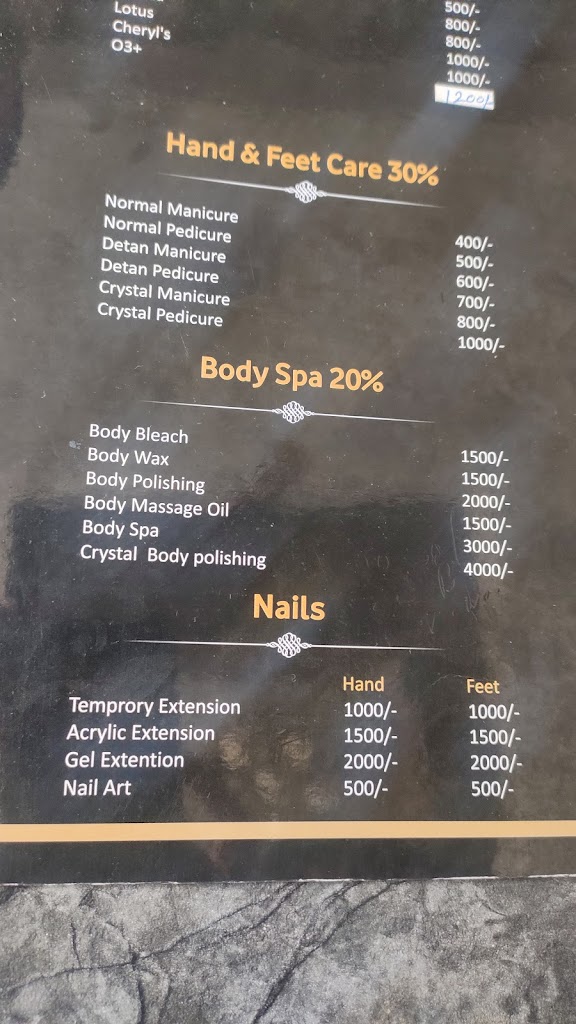 500/-
Lotus 800/-
Cheryl's 800/-
O3+ 1000/-
1000/-
1200/-
Hand & Feet Care 30%
Normal Manicure 400/-
Normal Pedicure 500/-
Detan Manicure 600/-
Detan Pedicure 700/-
Crystal Manicure 800/-
Crystal Pedicure 1000/-
Body Spa 20%
Body Bleach 1500/-
Body Wax 1500/-
Body Polishing 2000/-
Body Massage Oil 1500/-
Body Spa 3000/-
Crystal Body polishing 4000/-
Nails
Hand Feet
Temprory Extension 1000/- 1000/-
Acrylic Extension 1500/- 1500/-
Gel Extention 2000/- 2000/-
Nail Art 500/- 500/-